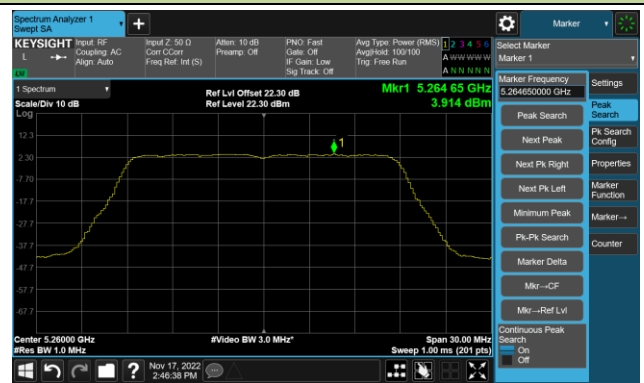 Spectrum Analyzer 1
Swept SA
+
Marker
KEYSIGHT
L
LW
Input: RF
Coupling: AC
Align: Auto
Input Z: 50 Ω
Corr CCorr
Freq Ref: Int (S)
Atten: 10 dB
Preamp: Off
PNO: Fast
Gate: Off
IF Gain: Low
Sig Track: Off
Avg Type: Power (RMS)
Avg|Hold: 100/100
Trig: Free Run
1 2 3 4 5 6
A W W W W W
A N N N N N
Select Marker
Marker 1
1 Spectrum
Scale/Div 10 dB
Log
Ref Lvl Offset 22.30 dB
Ref Level 22.30 dBm
Mkr1 5.264 65 GHz
3.914 dBm
1
12.3
2.30
-7.70
-17.7
-27.7
-37.7
-47.7
-57.7
-67.7
Center 5.26000 GHz
#Res BW 1.0 MHz
#Video BW 3.0 MHz*
Span 30.00 MHz
Sweep 1.00 ms (201 pts)
Marker Frequency
5.264650000 GHz
Peak Search
Next Peak
Next Pk Right
Next Pk Left
Minimum Peak
Pk-Pk Search
Marker Delta
Mkr→CF
Mkr→Ref Lvl
Continuous Peak
Search
On
Off
Settings
Peak
Search
Pk Search
Config
Properties
Marker
Function
Marker→
Counter
?
Nov 17, 2022
2:46:38 PM